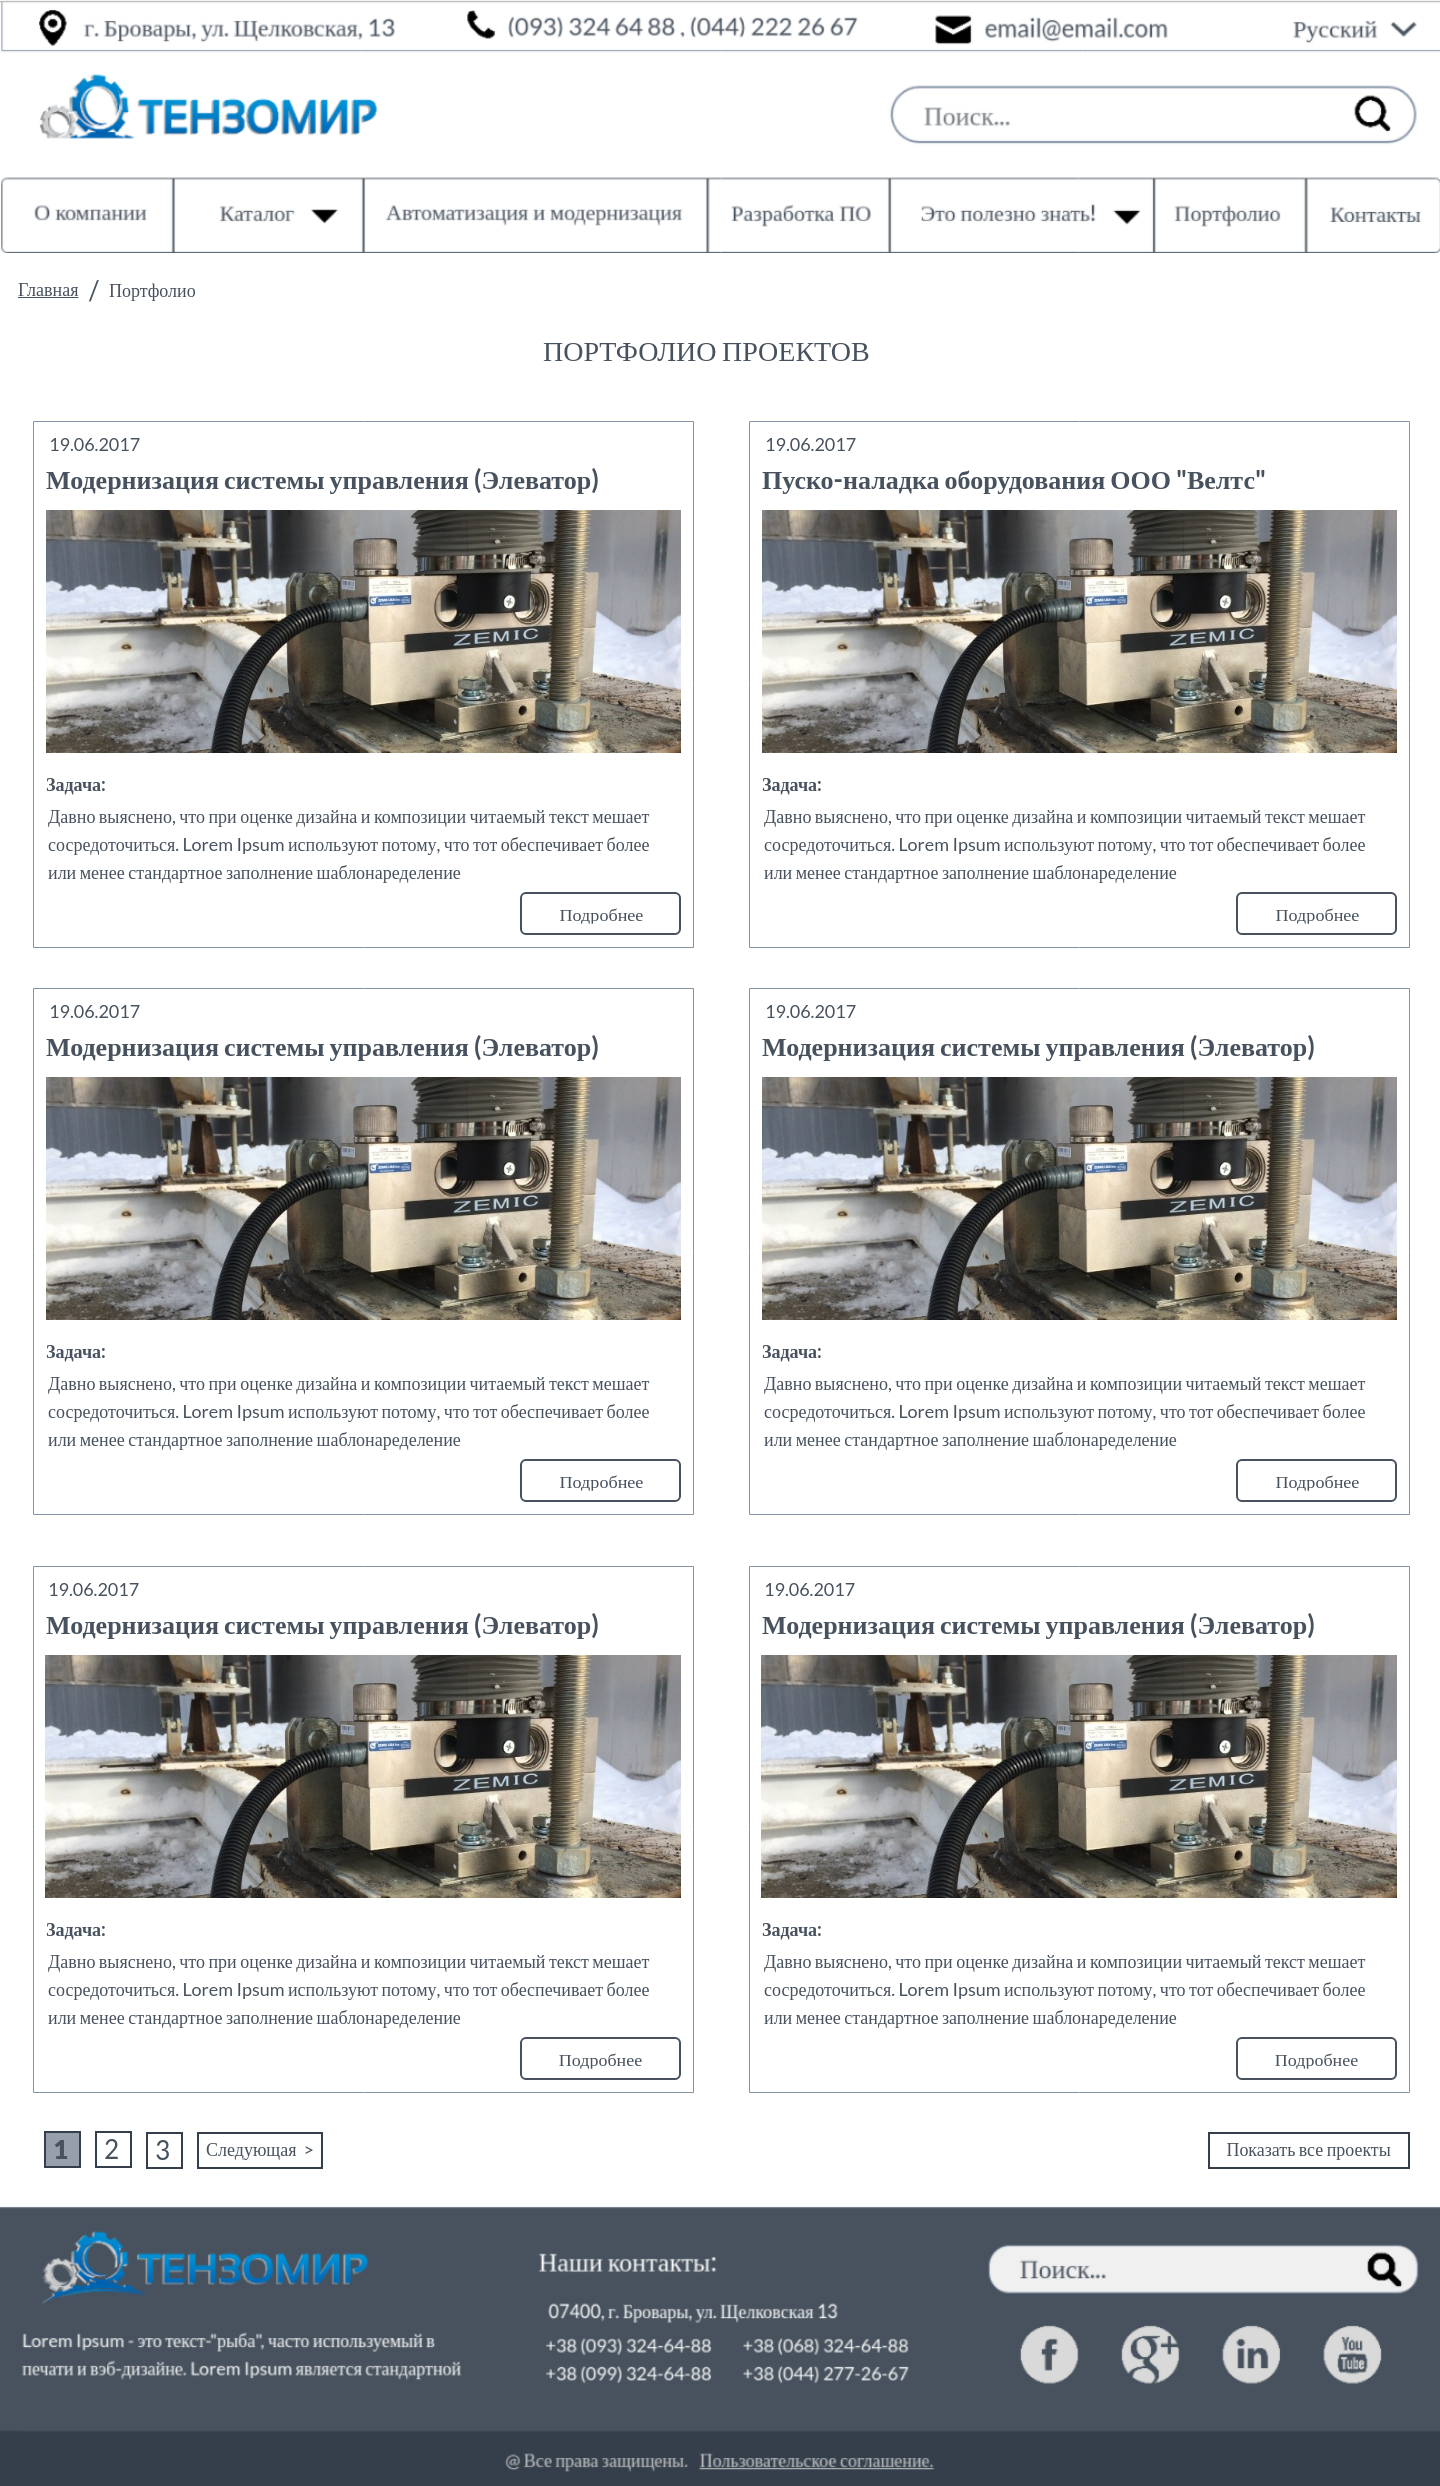 г. Бровары, ул. Щелковская, 13
(093) 324 64 88 , (044) 222 26 67
email@email.com
Русский
ТЕНЗОМИР
Поиск...
О компании
Каталог
Автоматизация и модернизация
Разработка ПО
Это полезно знать!
Портфолио
Контакты
Главная / Портфолио
ПОРТФОЛИО ПРОЕКТОВ
19.06.2017
Модернизация системы управления (Элеватор)
ZEMIC
Задача:
Давно выяснено, что при оценке дизайна и композиции читаемый текст мешает
сосредоточиться. Lorem Ipsum используют потому, что тот обеспечивает более
или менее стандартное заполнение шаблонаределение
Подробнее
19.06.2017
Пуско-наладка оборудования ООО "Велтс"
ZEMIC
Задача:
Давно выяснено, что при оценке дизайна и композиции читаемый текст мешает
сосредоточиться. Lorem Ipsum используют потому, что тот обеспечивает более
или менее стандартное заполнение шаблонаределение
Подробнее
19.06.2017
Модернизация системы управления (Элеватор)
ZEMIC
Задача:
Давно выяснено, что при оценке дизайна и композиции читаемый текст мешает
сосредоточиться. Lorem Ipsum используют потому, что тот обеспечивает более
или менее стандартное заполнение шаблонаределение
Подробнее
19.06.2017
Модернизация системы управления (Элеватор)
ZEMIC
Задача:
Давно выяснено, что при оценке дизайна и композиции читаемый текст мешает
сосредоточиться. Lorem Ipsum используют потому, что тот обеспечивает более
или менее стандартное заполнение шаблонаределение
Подробнее
19.06.2017
Модернизация системы управления (Элеватор)
ZEMIC
Задача:
Давно выяснено, что при оценке дизайна и композиции читаемый текст мешает
сосредоточиться. Lorem Ipsum используют потому, что тот обеспечивает более
или менее стандартное заполнение шаблонаределение
Подробнее
19.06.2017
Модернизация системы управления (Элеватор)
ZEMIC
Задача:
Давно выяснено, что при оценке дизайна и композиции читаемый текст мешает
сосредоточиться. Lorem Ipsum используют потому, что тот обеспечивает более
или менее стандартное заполнение шаблонаределение
Подробнее
1 2 3 Следующая >
Показать все проекты
ТЕНЗОМИР
Lorem Ipsum - это текст-"рыба", часто используемый в
печати и вэб-дизайне. Lorem Ipsum является стандартной
Наши контакты:
07400, г. Бровары, ул. Щелковская 13
+38 (093) 324-64-88 +38 (068) 324-64-88
+38 (099) 324-64-88 +38 (044) 277-26-67
Поиск...
f g+ in You Tube
@ Все права защищены. Пользовательское соглашение.